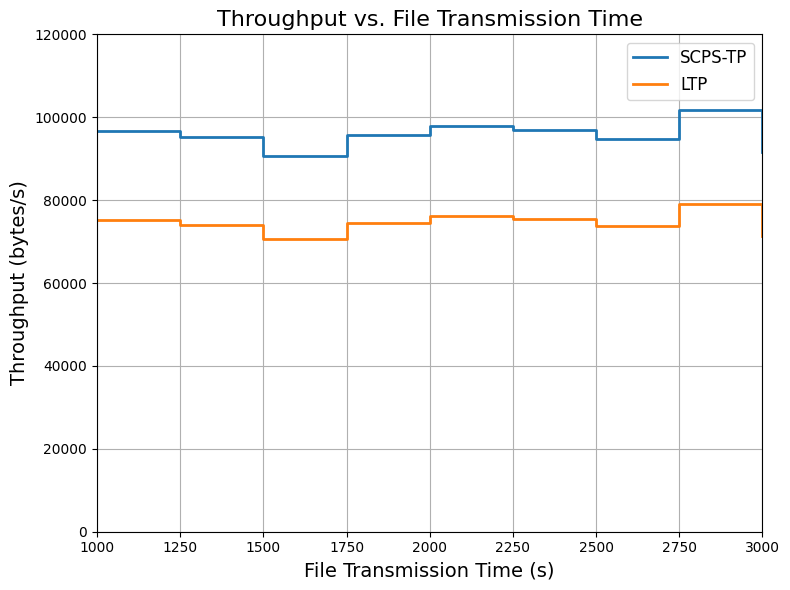 Throughput vs. File Transmission Time
SCPS-TP
LTP
Throughput (bytes/s)
120000
100000
80000
60000
40000
20000
0
1000 1250 1500 1750 2000 2250 2500 2750 3000
File Transmission Time (s)